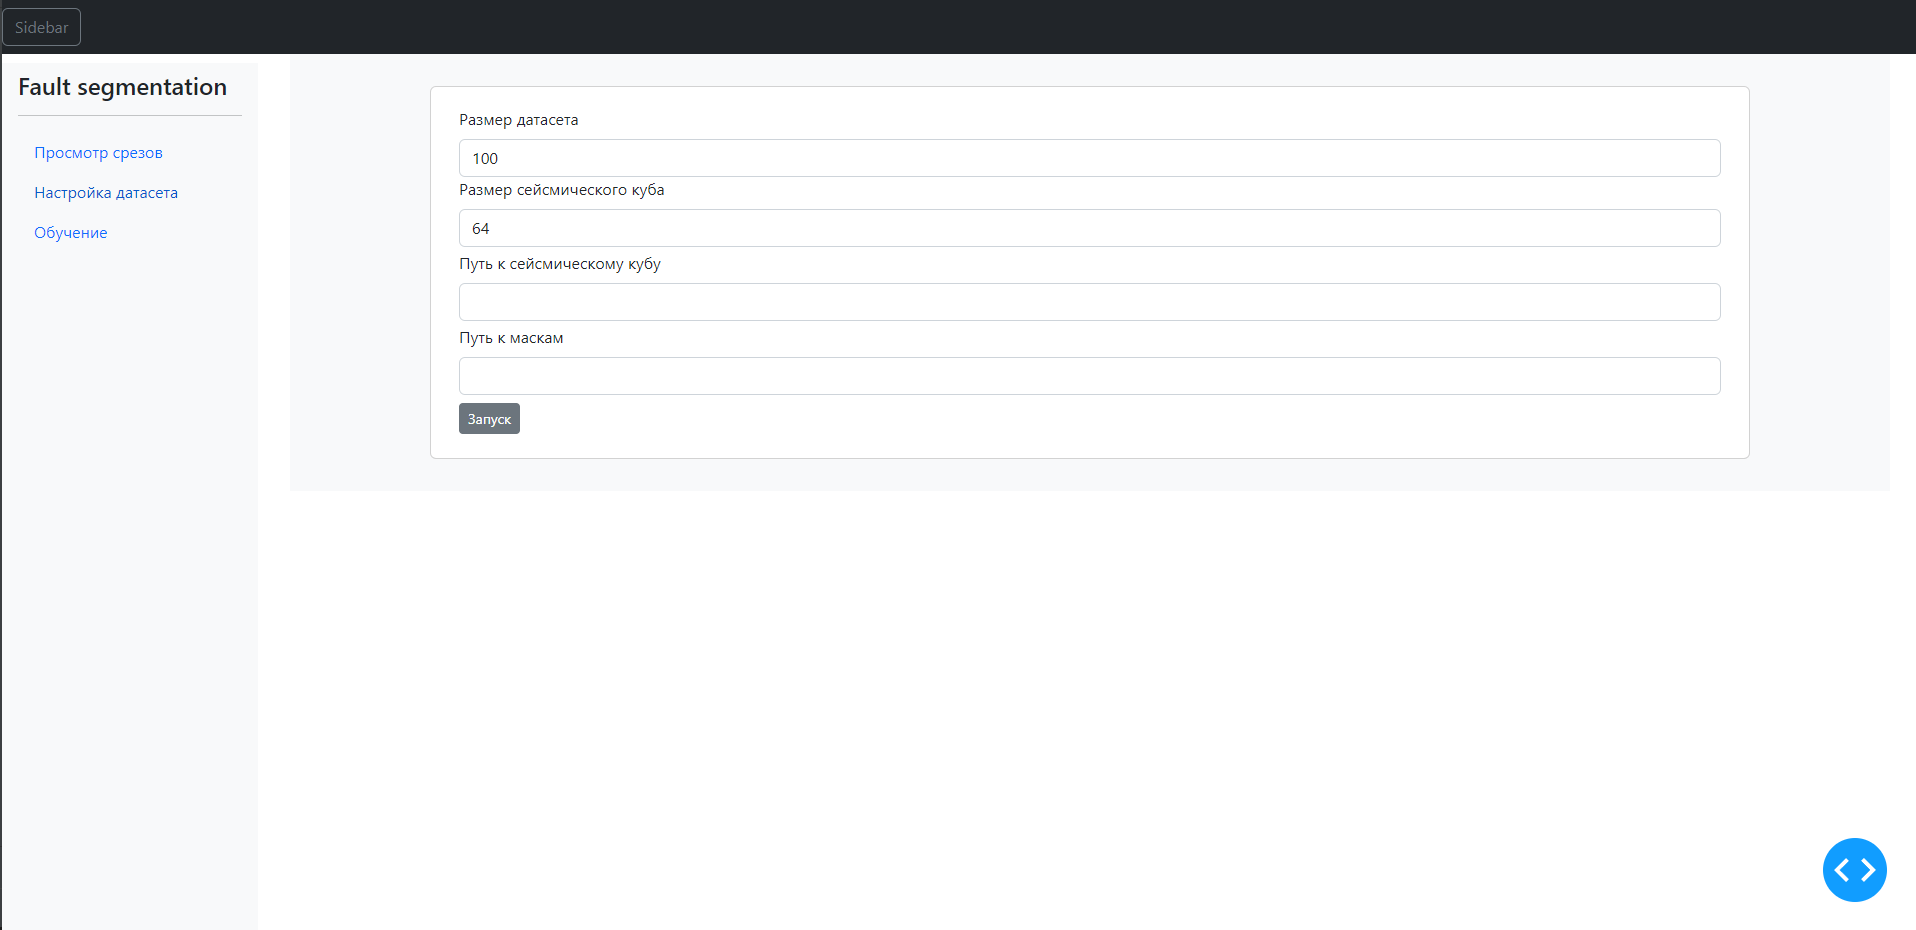 Sidebar
Fault segmentation
Просмотр срезов
Настройка датасета
Обучение
Размер датасета
100
Размер сейсмического куба
64
Путь к сейсмическому кубу
Путь к маскам
Запуск